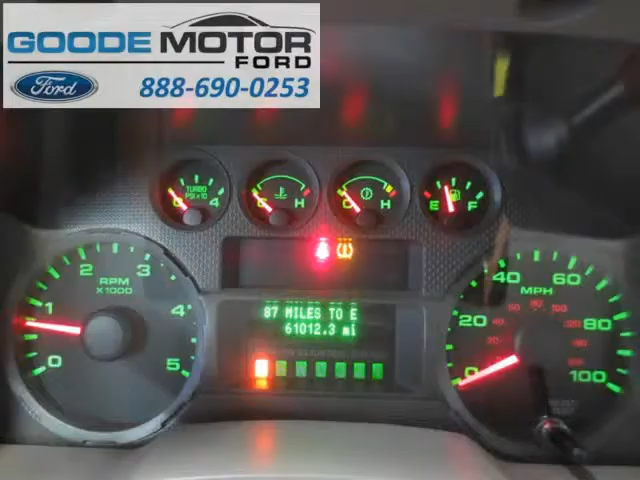 GOODE MOTOR
FORD
Ford
888-690-0253
TURBO
PSI x 10
0 4
C H
C H
E F
RPM
X1000
0 1 2 3 4 5
87 MILES TO E
61012.3 mi
MPH
0 20 40 60 80 100